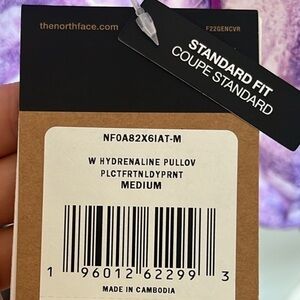 thenorthface.com
F22GENCVR
STANDARD FIT
COUPE STANDARD
NF0A82X6IAT-M
W HYDRENALINE PULLOV
PLCTFRTNLDYPRNT
MEDIUM
1 96012 62299 3
MADE IN CAMBODIA